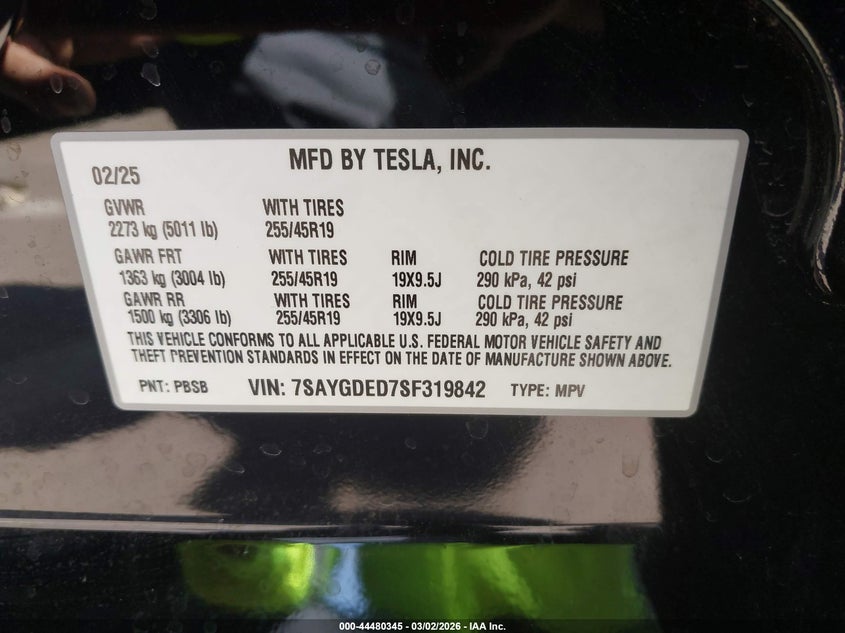 MFD BY TESLA, INC.
02/25
GVWR WITH TIRES
2273 kg (5011 lb) 255/45R19
GAWR FRT WITH TIRES RIM COLD TIRE PRESSURE
1363 kg (3004 lb) 255/45R19 19X9.5J 290 kPa, 42 psi
GAWR RR WITH TIRES RIM COLD TIRE PRESSURE
1500 kg (3306 lb) 255/45R19 19X9.5J 290 kPa, 42 psi
THIS VEHICLE CONFORMS TO ALL APPLICABLE U.S. FEDERAL MOTOR VEHICLE SAFETY AND
THEFT PREVENTION STANDARDS IN EFFECT ON THE DATE OF MANUFACTURE SHOWN ABOVE.
PNT: PBSB VIN: 7SAYGDED7SF319842 TYPE: MPV
000-44480345 - 03/02/2026 - IAA Inc.